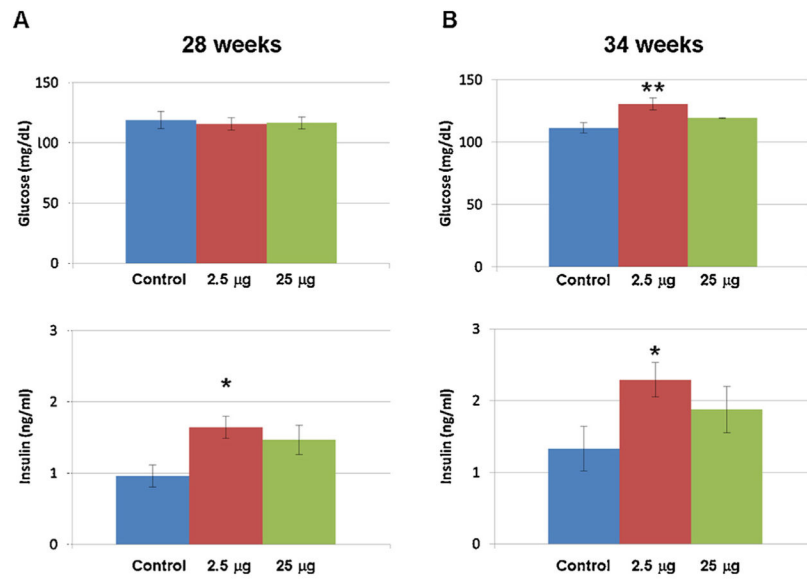 A
28 weeks
150
100
50
0
Glucose (mg/dL)
Control 2.5 μg 25 μg
3
2
1
0
Insulin (ng/ml)
*
Control 2.5 μg 25 μg
B
34 weeks
150
100
50
0
Glucose (mg/dL)
**
Control 2.5 μg 25 μg
3
2
1
0
Insulin (ng/ml)
*
Control 2.5 μg 25 μg